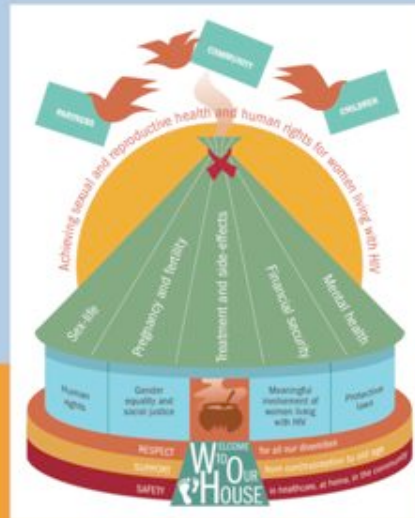 COMMUNITY
PARTNERS
CHILDREN
Achieving sexual and reproductive health and human rights for women living with HIV
Sex-life
Pregnancy and fertility
Treatment and side-effects
Financial security
Mental health
Human
rights
Gender
equality and
social justice
Meaningful
involvement of
women living
with HIV
Protective
laws
RESPECT for all our diversities
SUPPORT from confirmation to old age
SAFETY in healthcare, at home, in the community
WELCOME
TO
OUR
HOUSE